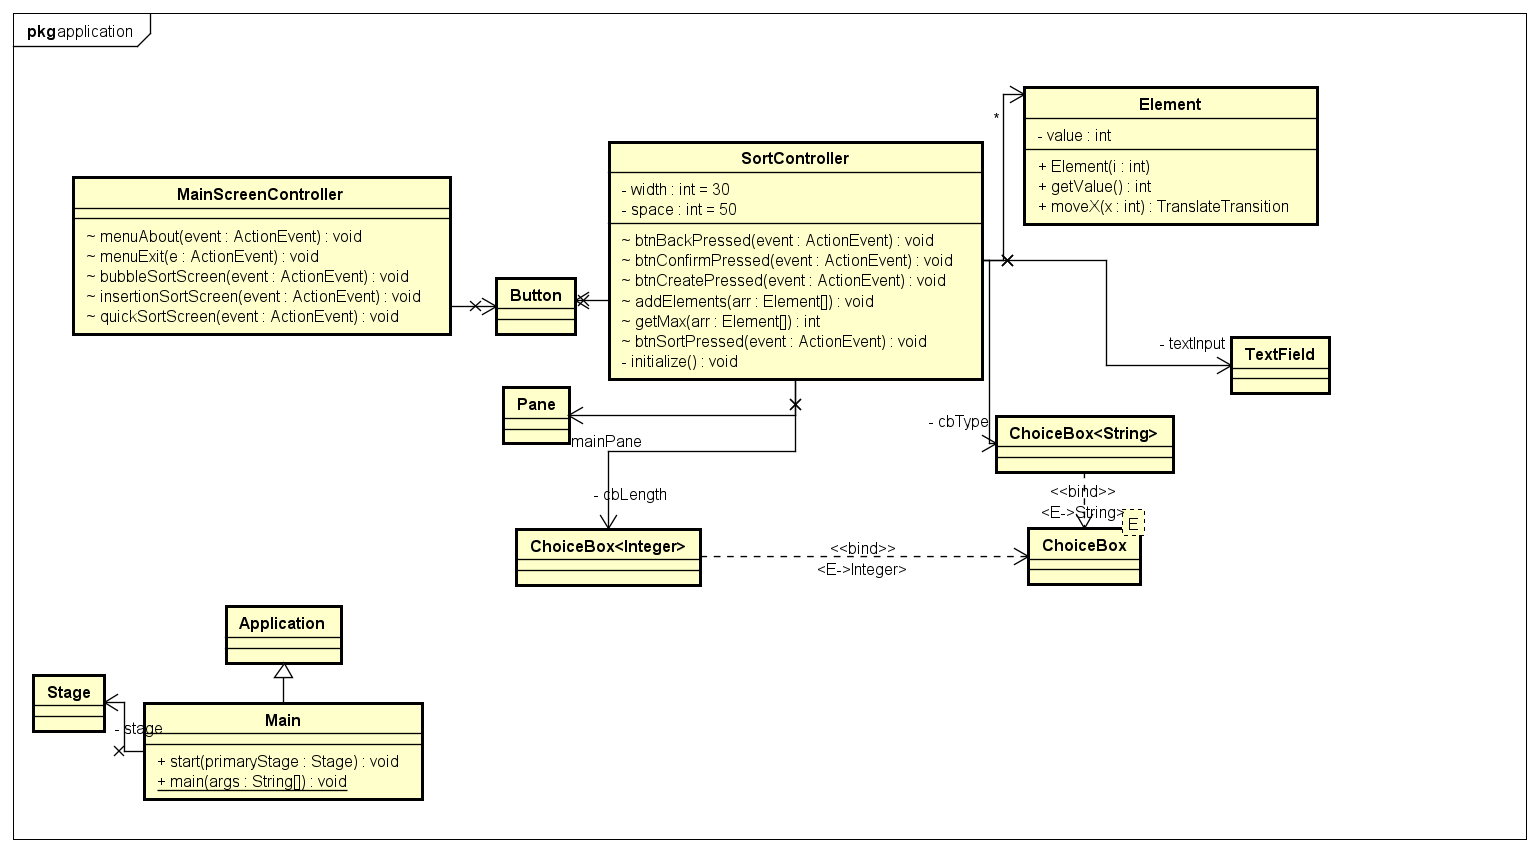 pkg application
MainScreenController
~ menuAbout(event : ActionEvent) : void
~ menuExit(e : ActionEvent) : void
~ bubbleSortScreen(event : ActionEvent) : void
~ insertionSortScreen(event : ActionEvent) : void
~ quickSortScreen(event : ActionEvent) : void
Button
SortController
- width : int = 30
- space : int = 50
~ btnBackPressed(event : ActionEvent) : void
~ btnConfirmPressed(event : ActionEvent) : void
~ btnCreatePressed(event : ActionEvent) : void
~ addElements(arr : Element[]) : void
~ getMax(arr : Element[]) : int
~ btnSortPressed(event : ActionEvent) : void
- initialize() : void
*
Element
- value : int
+ Element(i : int)
+ getValue() : int
+ moveX(x : int) : TranslateTransition
- textInput
TextField
Pane
mainPane
- cbType
ChoiceBox<String>
- cbLength
<<bind>>
<E->String>
E
ChoiceBox<Integer>
<<bind>>
<E->Integer>
ChoiceBox
Application
Stage
- stage
Main
+ start(primaryStage : Stage) : void
+ main(args : String[]) : void